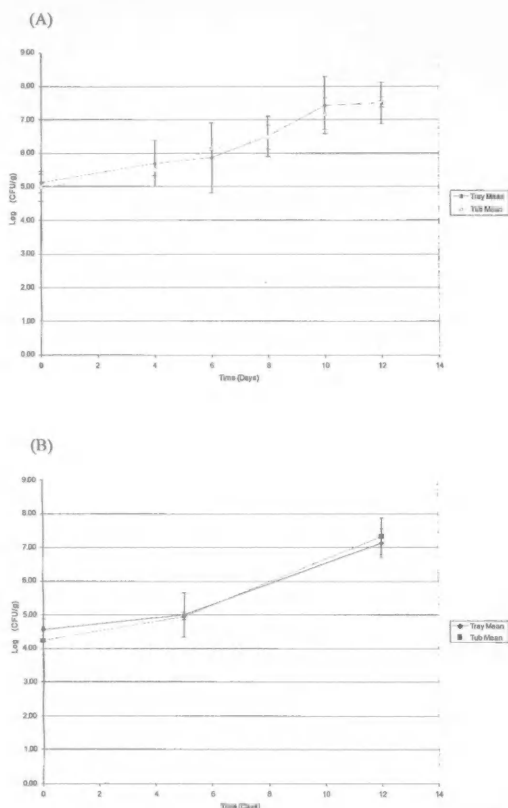 (A)
9.00
8.00
7.00
6.00
5.00
4.00
3.00
2.00
1.00
0.00
Log (CFU/g)
0 2 4 6 8 10 12 14
Time (Days)
Tray Mean
Tub Mean
(B)
9.00
8.00
7.00
6.00
5.00
4.00
3.00
2.00
1.00
0.00
Log (CFU/g)
0 2 4 6 8 10 12 14
Time (Days)
Tray Mean
Tub Mean